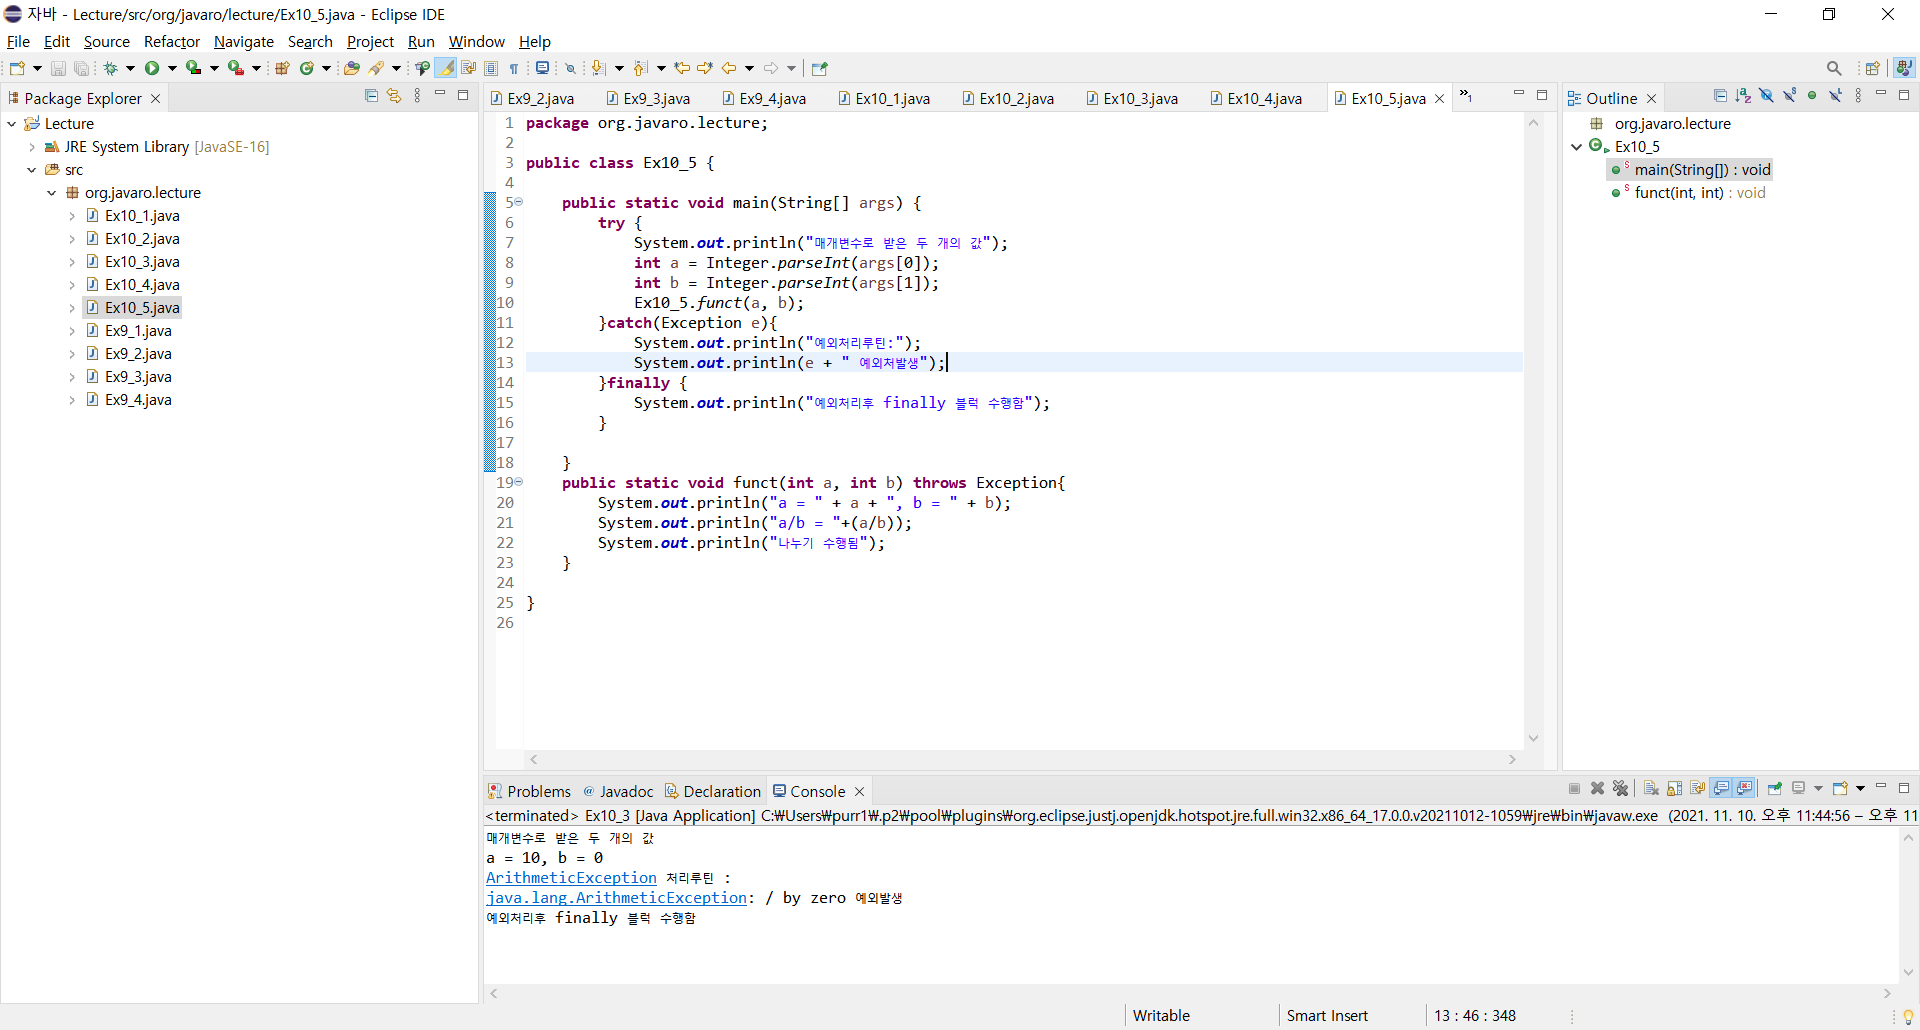 자바 - Lecture/src/org/javaro/lecture/Ex10_5.java - Eclipse IDE
File Edit Source Refactor Navigate Search Project Run Window Help
Package Explorer
Lecture
JRE System Library [JavaSE-16]
src
org.javaro.lecture
Ex10_1.java
Ex10_2.java
Ex10_3.java
Ex10_4.java
Ex10_5.java
Ex9_1.java
Ex9_2.java
Ex9_3.java
Ex9_4.java
Ex9_2.java Ex9_3.java Ex9_4.java Ex10_1.java Ex10_2.java Ex10_3.java Ex10_4.java Ex10_5.java »1
1 package org.javaro.lecture;
2
3 public class Ex10_5 {
4
5 public static void main(String[] args) {
6 try {
7 System.out.println("매개변수로 받은 두 개의 값");
8 int a = Integer.parseInt(args[0]);
9 int b = Integer.parseInt(args[1]);
10 Ex10_5.funct(a, b);
11 }catch(Exception e){
12 System.out.println("예외처리루틴:");
13 System.out.println(e + " 예외처발생");
14 }finally {
15 System.out.println("예외처리후 finally 블럭 수행함");
16 }
17
18 }
19 public static void funct(int a, int b) throws Exception{
20 System.out.println("a = " + a + ", b = " + b);
21 System.out.println("a/b = "+(a/b));
22 System.out.println("나누기 수행됨");
23 }
24
25 }
26
Outline
org.javaro.lecture
Ex10_5
main(String[]) : void
funct(int, int) : void
Problems Javadoc Declaration Console
<terminated> Ex10_3 [Java Application] C:₩Users₩purr1₩.p2₩pool₩plugins₩org.eclipse.justj.openjdk.hotspot.jre.full.win32.x86_64_17.0.0.v20211012-1059₩jre₩bin₩javaw.exe (2021. 11. 10. 오후 11:44:56 – 오후 11
매개변수로 받은 두 개의 값
a = 10, b = 0
ArithmeticException 처리루틴 :
java.lang.ArithmeticException: / by zero 예외발생
예외처리후 finally 블럭 수행함
Writable Smart Insert 13 : 46 : 348